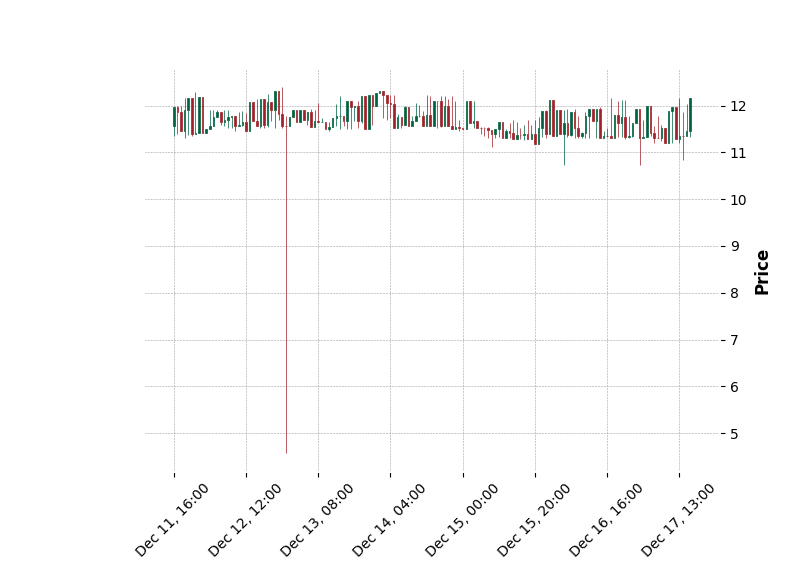 12
11
10
9
8
7
6
5
Price
Dec 11, 16:00
Dec 12, 12:00
Dec 13, 08:00
Dec 14, 04:00
Dec 15, 00:00
Dec 15, 20:00
Dec 16, 16:00
Dec 17, 13:00